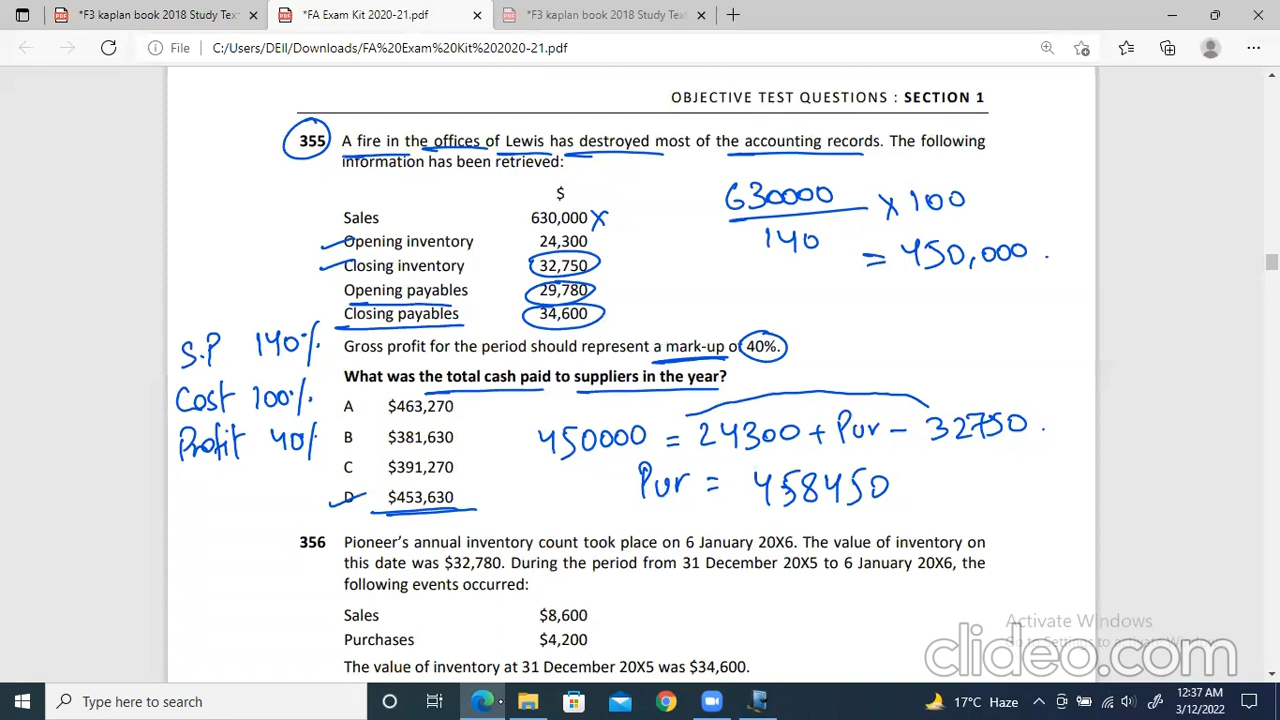 *F3 kaplan book 2018 Study Tex
*FA Exam Kit 2020-21.pdf
*F3 kaplan book 2018 Study Tex
File C:/Users/DEll/Downloads/FA%20Exam%20Kit%202020-21.pdf
OBJECTIVE TEST QUESTIONS : SECTION 1
355 A fire in the offices of Lewis has destroyed most of the accounting records. The following
information has been retrieved:
$
Sales 630,000 x
Opening inventory 24,300
Closing inventory 32,750
Opening payables 29,780
Closing payables 34,600
630000
140
x 100
= 450,000 .
Gross profit for the period should represent a mark-up of 40%.
What was the total cash paid to suppliers in the year?
A $463,270
B $381,630
C $391,270
D $453,630
S.P 140%
Cost 100%
Profit 40%
450000 = 24300 + Pur - 32750 .
Pur = 458450
356 Pioneer's annual inventory count took place on 6 January 20X6. The value of inventory on
this date was $32,780. During the period from 31 December 20X5 to 6 January 20X6, the
following events occurred:
Sales $8,600
Purchases $4,200
The value of inventory at 31 December 20X5 was $34,600.
Activate Windows
Go to Settings to activate Windows.
clideo.com
Type here to search
17°C Haze
12:37 AM
3/12/2022